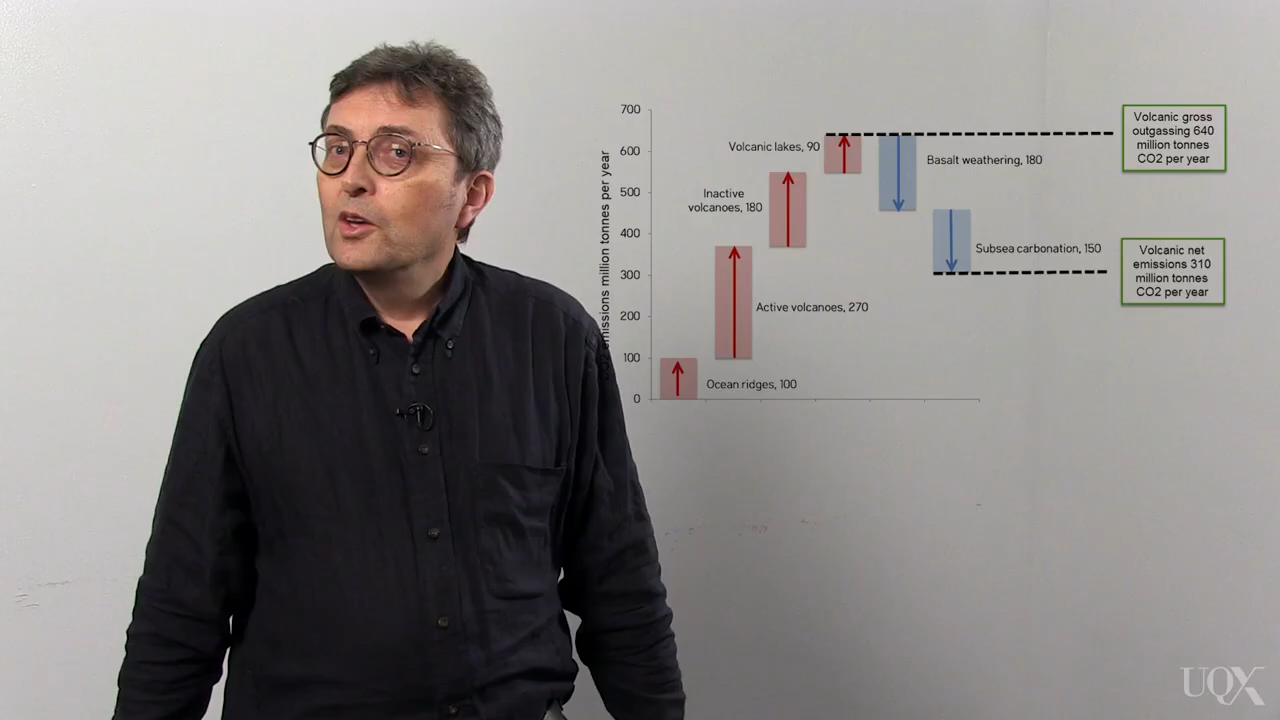 700
600
500
400
300
200
100
0
CO2 emissions million tonnes per year
Ocean ridges, 100
Active volcanoes, 270
Inactive
volcanoes, 180
Volcanic lakes, 90
Basalt weathering, 180
Subsea carbonation, 150
Volcanic gross
outgassing 640
million tonnes
CO2 per year
Volcanic net
emissions 310
million tonnes
CO2 per year
UQX